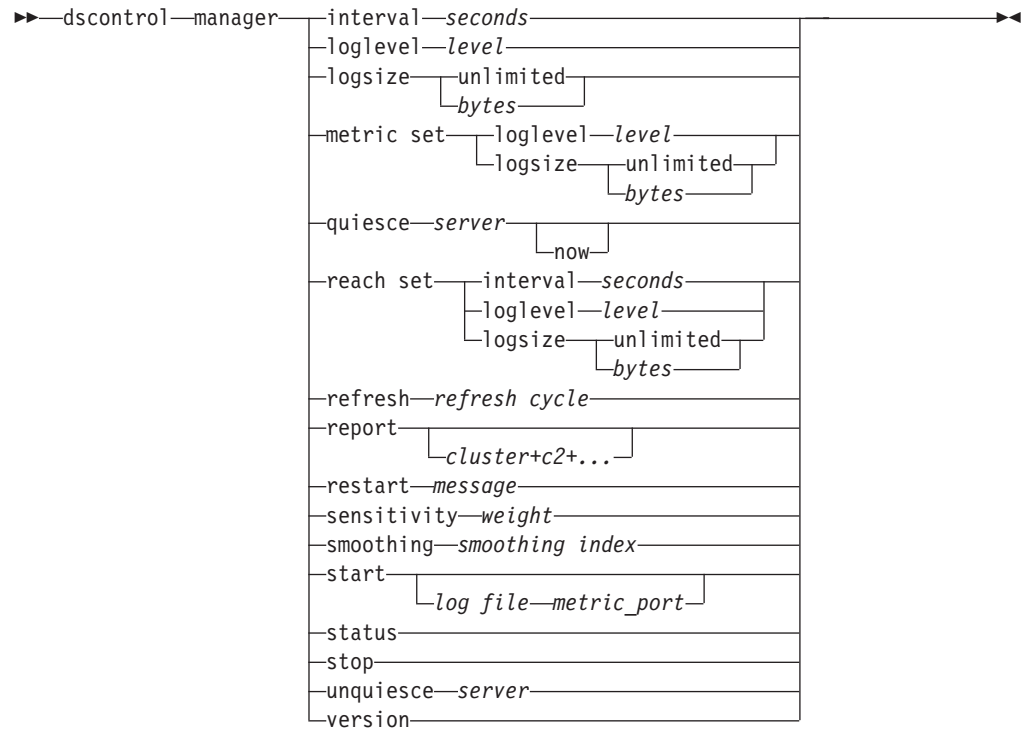 dscontrol manager interval seconds
loglevel level
logsize unlimited
bytes
metric set loglevel level
logsize unlimited
bytes
quiesce server
now
reach set interval seconds
loglevel level
logsize unlimited
bytes
refresh refresh cycle
report
cluster+c2+...
restart message
sensitivity weight
smoothing smoothing index
start
log file metric_port
status
stop
unquiesce server
version